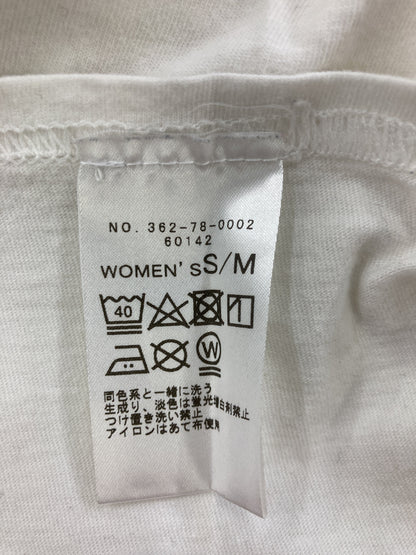 NO. 362-78-0002
60142
WOMEN'S S/M
40
W
同色系と一緒に洗う
生成り、淡色は蛍光増白剤禁止
つけ置き洗い禁止
アイロンはあて布使用